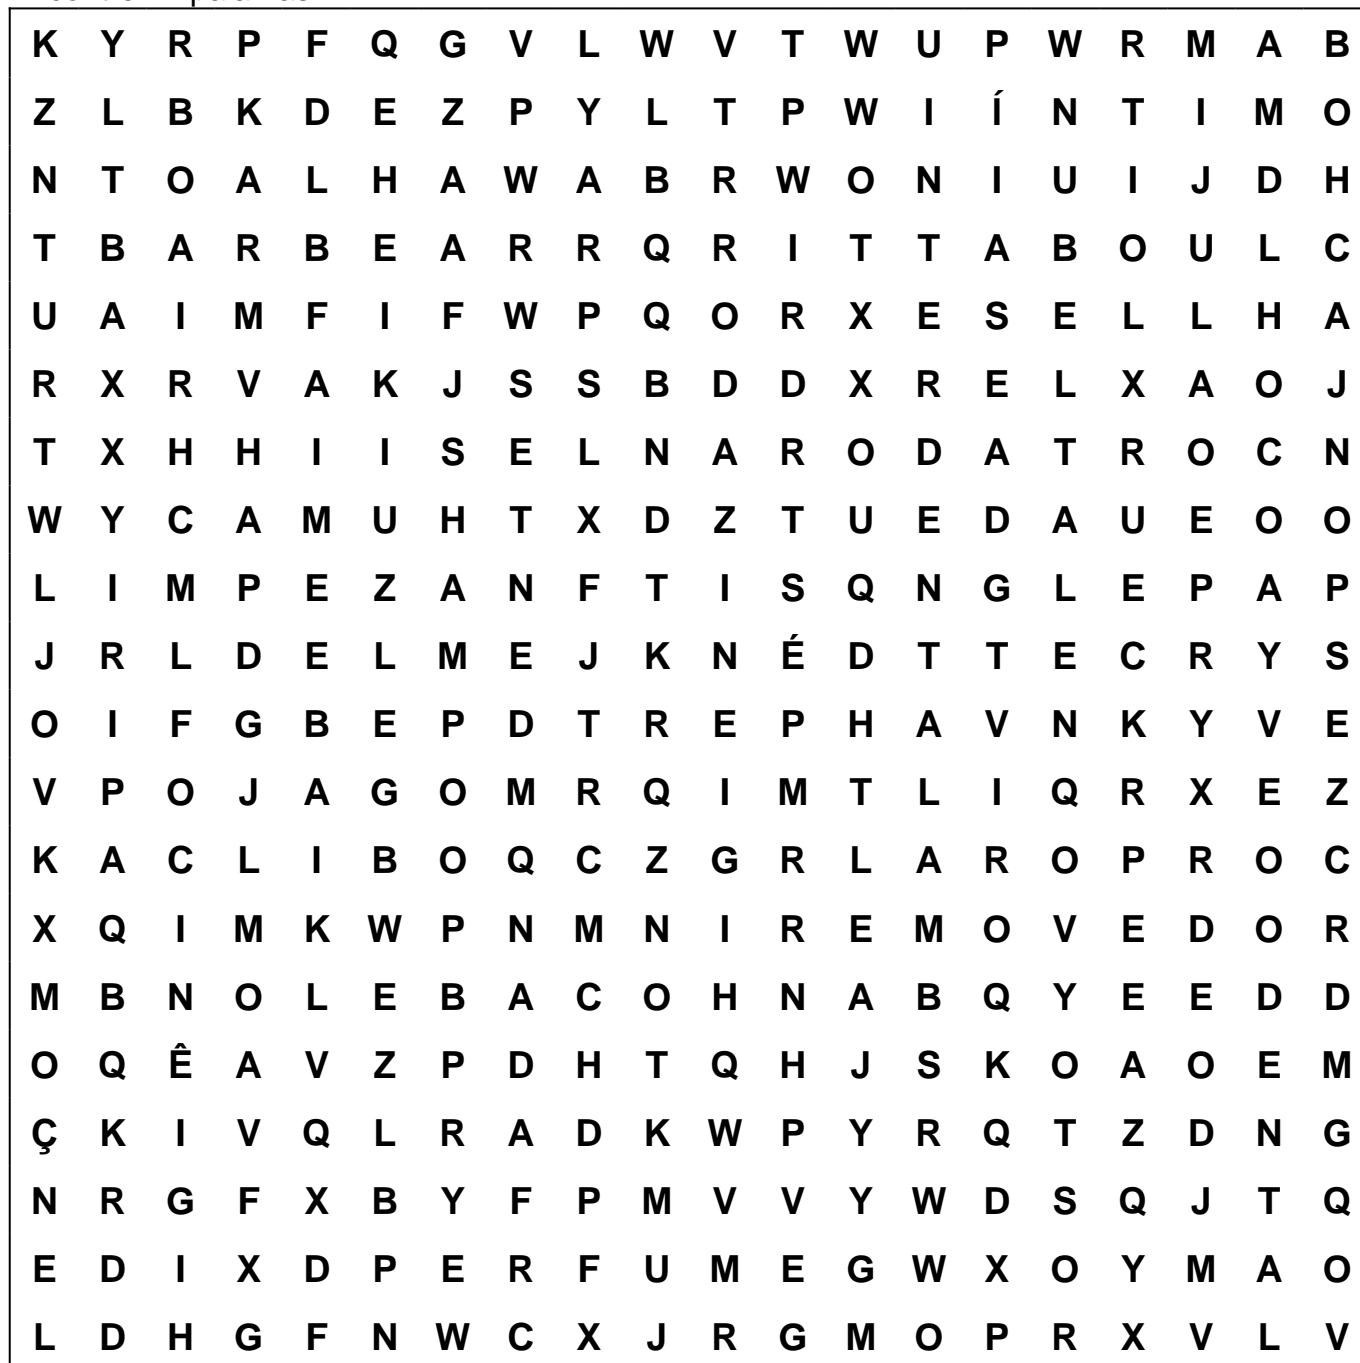 K Y R P F Q G V L W V T W U P W R M A B
Z L B K D E Z P Y L T P W I Í N T I M O
N T O A L H A W A B R W O N I U I J D H
T B A R B E A R R Q R I T T A B O U L C
U A I M F I F W P Q O R X E S E L L H A
R X R V A K J S S B D D X R E L X A O J
T X H H I I S E L N A R O D A T R O C N
W Y C A M U H T X D Z T U E D A U E O O
L I M P E Z A N F T I S Q N G L E P A P
J R L D E L M E J K N É D T T E C R Y S
O I F G B E P D T R E P H A V N K Y V E
V P O J A G O M R Q I M T L I Q R X E Z
K A C L I B O Q C Z G R L A R O P R O C
X Q I M K W P N M N I R E M O V E D O R
M B N O L E B A C O H N A B Q Y E E D D
O Q Ê A V Z P D H T Q H J S K O A O E M
Ç K I V Q L R A D K W P Y R Q T Z D N G
N R G F X B Y F P M V V Y W D S Q J T Q
E D I X D P E R F U M E G W X O Y M A O
L D H G F N W C X J R G M O P R X V L V